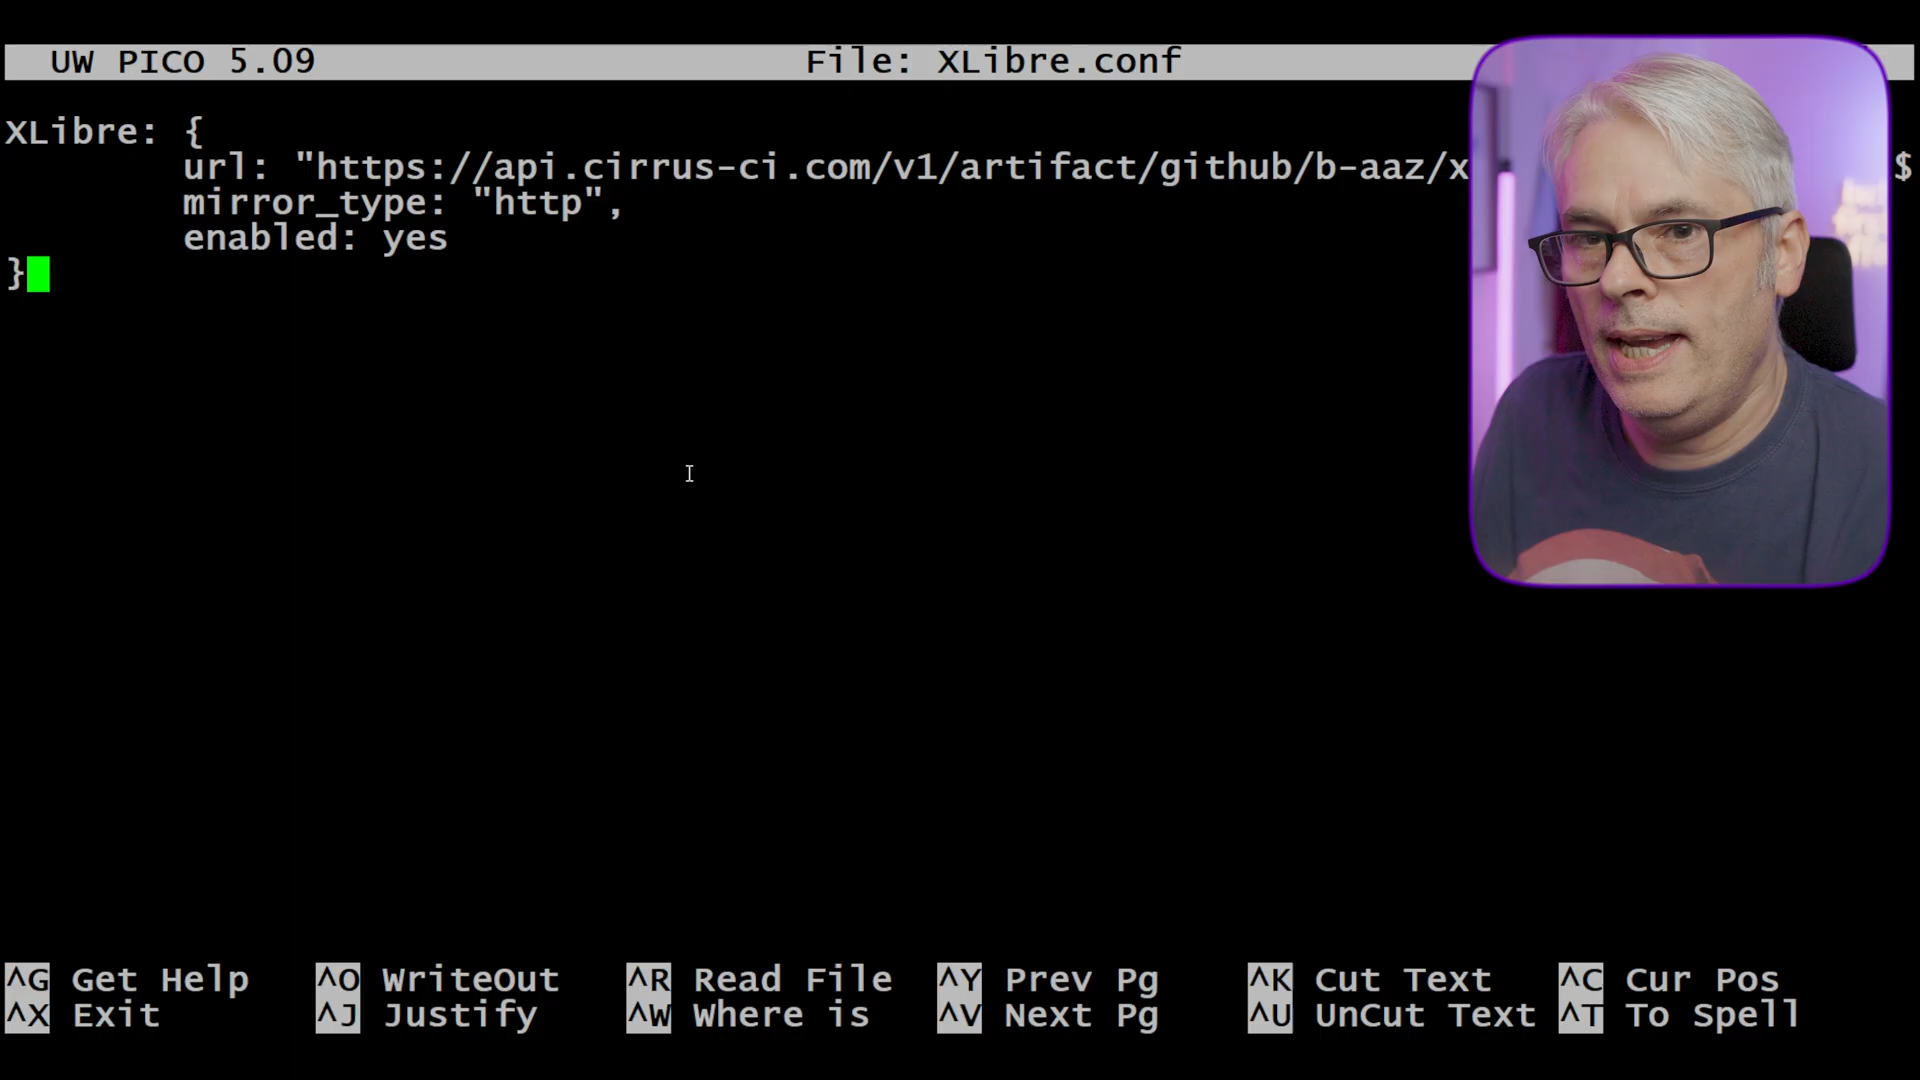 UW PICO 5.09 File: XLibre.conf
XLibre: {
url: "https://api.cirrus-ci.com/v1/artifact/github/b-aaz/x $
mirror_type: "http",
enabled: yes
}
^G Get Help ^O WriteOut ^R Read File ^Y Prev Pg ^K Cut Text ^C Cur Pos
^X Exit ^J Justify ^W Where is ^V Next Pg ^U UnCut Text ^T To Spell